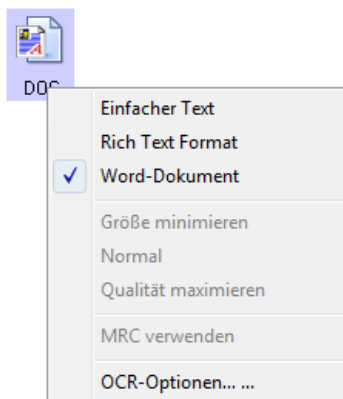 DOC
Einfacher Text
Rich Text Format
Word-Dokument
Größe minimieren
Normal
Qualität maximieren
MRC verwenden
OCR-Optionen... ...